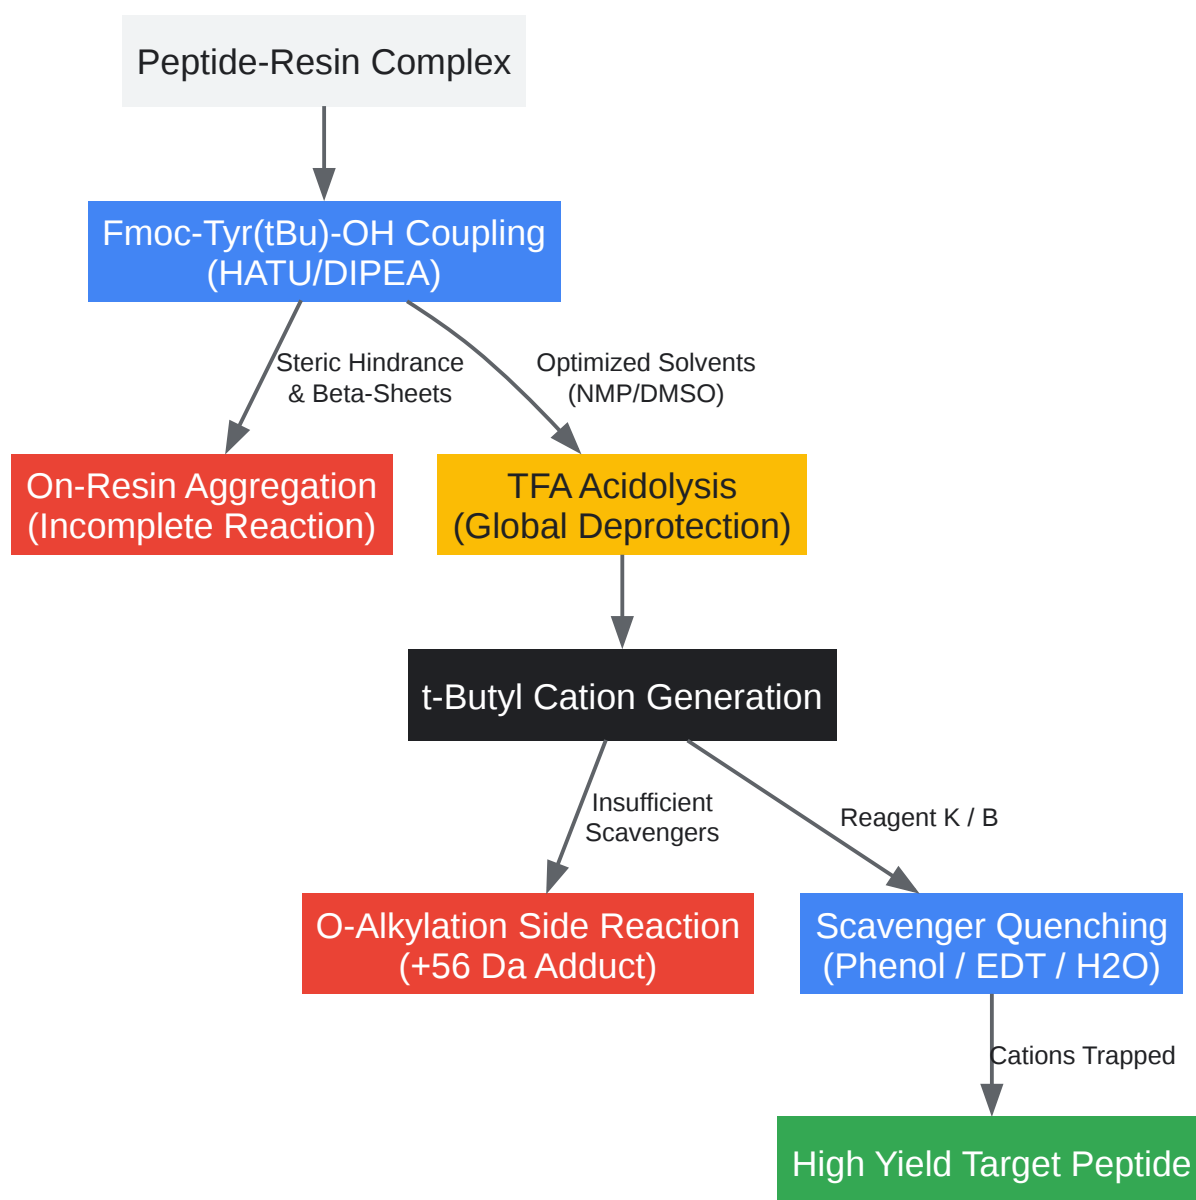 Peptide-Resin Complex
Fmoc-Tyr(tBu)-OH Coupling
(HATU/DIPEA)
Steric Hindrance
& Beta-Sheets
Optimized Solvents
(NMP/DMSO)
On-Resin Aggregation
(Incomplete Reaction)
TFA Acidolysis
(Global Deprotection)
t-Butyl Cation Generation
Insufficient
Scavengers
Reagent K / B
O-Alkylation Side Reaction
(+56 Da Adduct)
Scavenger Quenching
(Phenol / EDT / H2O)
Cations Trapped
High Yield Target Peptide